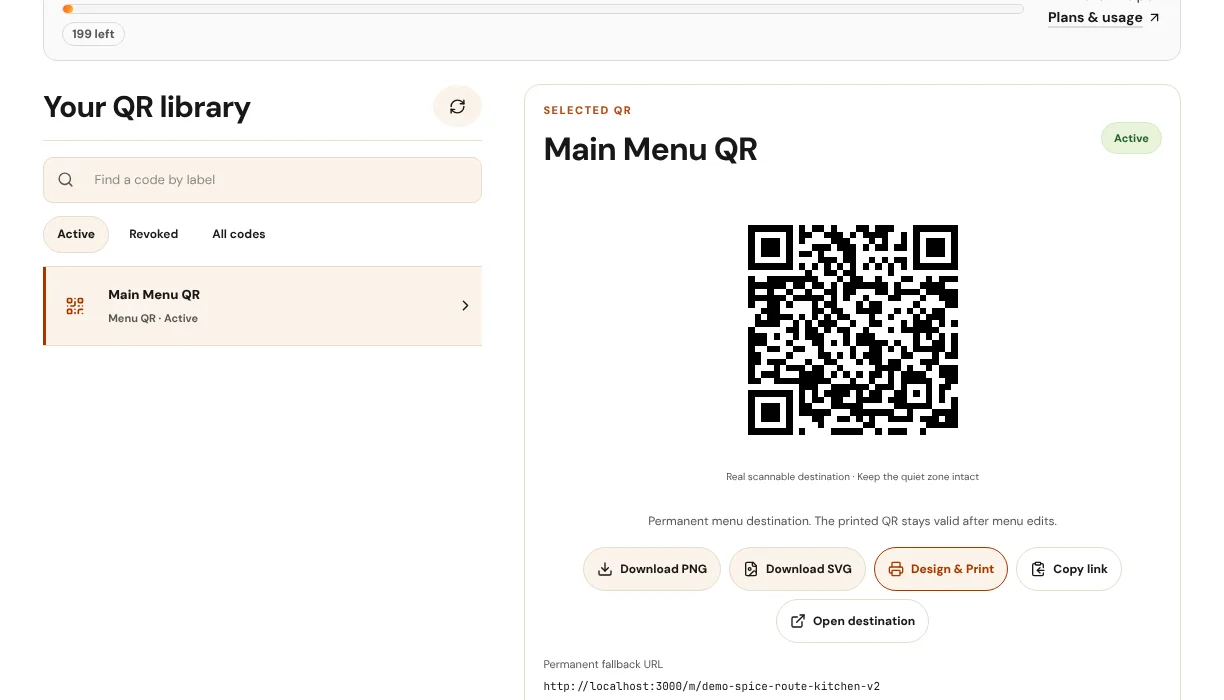 Plans & usage
199 left
Your QR library
Find a code by label
Active
Revoked
All codes
Main Menu QR
Menu QR · Active
SELECTED QR
Main Menu QR
Active
Real scannable destination · Keep the quiet zone intact
Permanent menu destination. The printed QR stays valid after menu edits.
Download PNG
Download SVG
Design & Print
Copy link
Open destination
Permanent fallback URL
http://localhost:3000/m/demo-spice-route-kitchen-v2